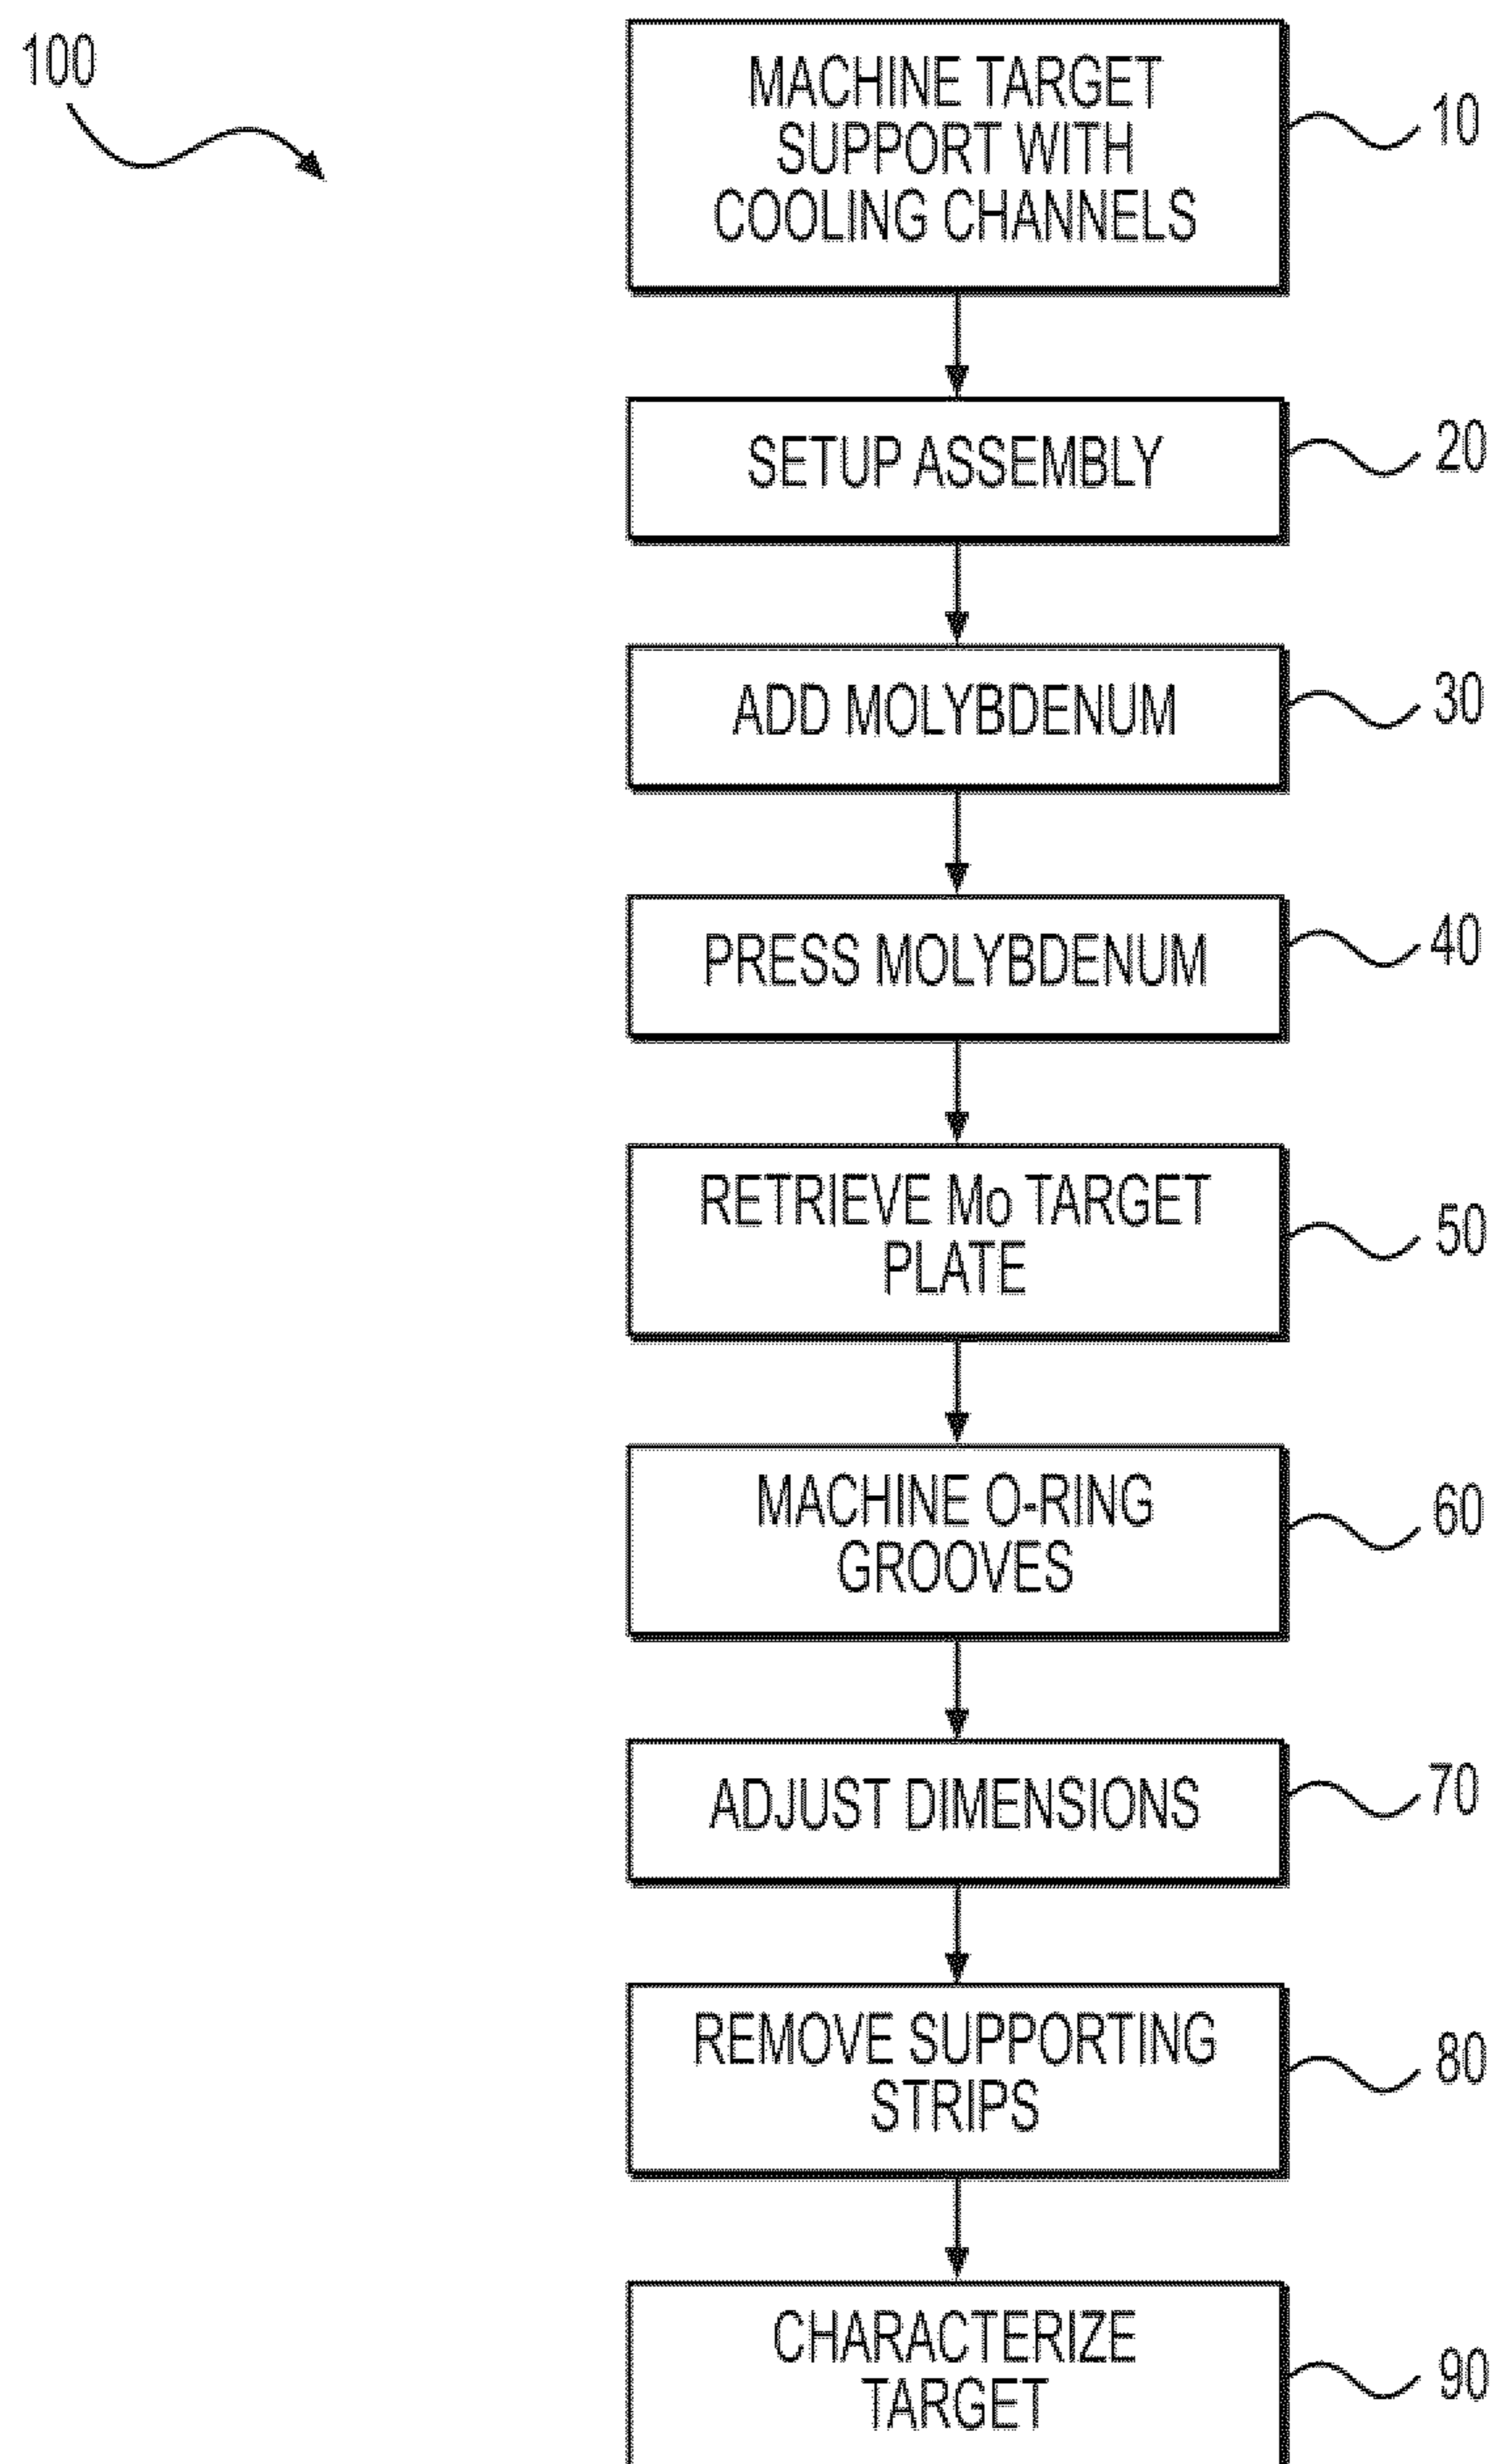 100
MACHINE TARGET
SUPPORT WITH
COOLING CHANNELS
10
SETUP ASSEMBLY
20
ADD MOLYBDENUM
30
PRESS MOLYBDENUM
40
RETRIEVE Mo TARGET
PLATE
50
MACHINE O-RING
GROOVES
60
ADJUST DIMENSIONS
70
REMOVE SUPPORTING
STRIPS
80
CHARACTERIZE
TARGET
90